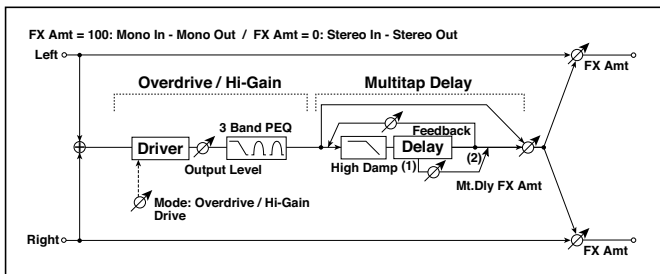 FX Amt = 100: Mono In - Mono Out / FX Amt = 0: Stereo In - Stereo Out
Left
FX Amt
Overdrive / Hi-Gain
Multitap Delay
3 Band PEQ
Feedback
Driver
Delay
Output Level
High Damp
(1)
(2)
Mt.Dly FX Amt
Mode: Overdrive / Hi-Gain
Drive
Right
FX Amt